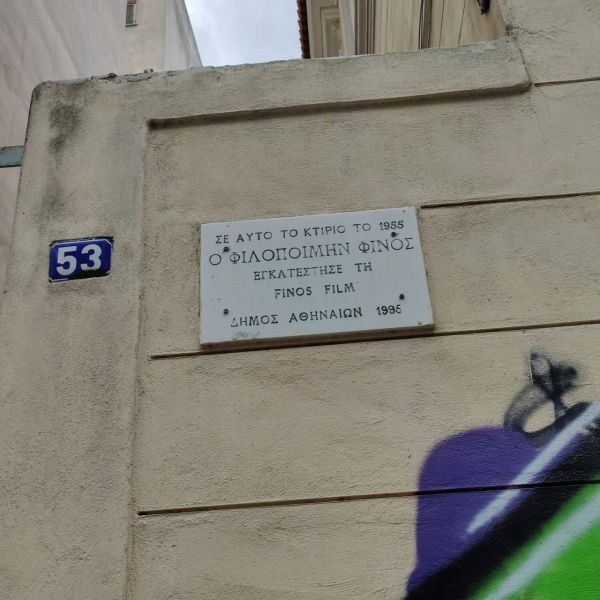 53
ΣΕ ΑΥΤΟ ΤΟ ΚΤΙΡΙΟ ΤΟ 1955
Ο ΦΙΛΟΠΟΙΜΗΝ ΦΙΝΟΣ
ΕΓΚΑΤΕΣΤΗΣΕ ΤΗ
FINOS FILM
ΔΗΜΟΣ ΑΘΗΝΑΙΩΝ 1995